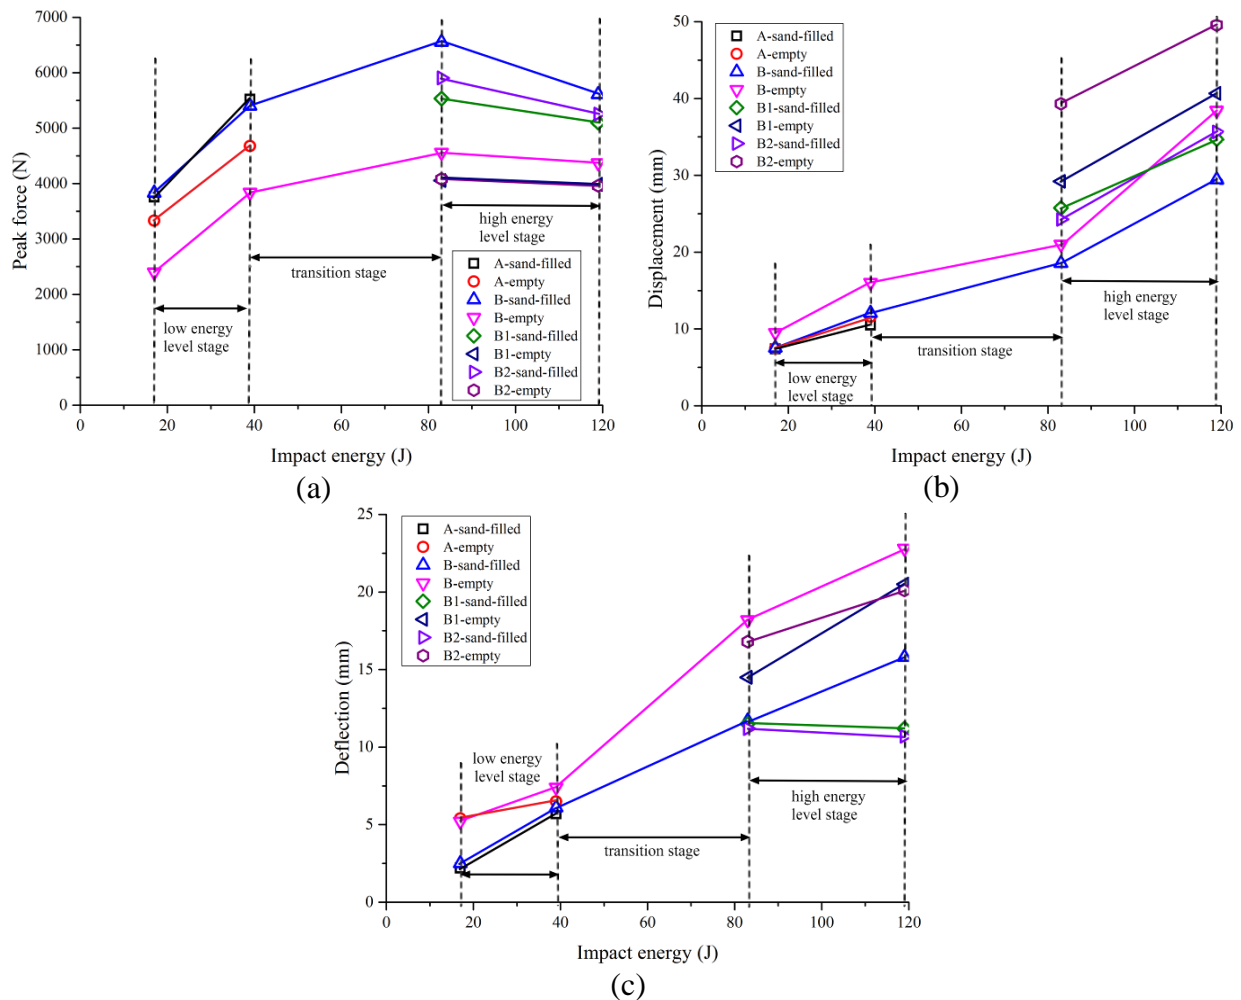 7000
6000
5000
4000
3000
2000
1000
0
Peak force (N)
low energy
level stage
transition stage
high energy
level stage
A-sand-filled
A-empty
B-sand-filled
B-empty
B1-sand-filled
B1-empty
B2-sand-filled
B2-empty
0 20 40 60 80 100 120
Impact energy (J)
(a)
50
40
30
20
10
0
Displacement (mm)
A-sand-filled
A-empty
B-sand-filled
B-empty
B1-sand-filled
B1-empty
B2-sand-filled
B2-empty
low energy
level stage
transition stage
high energy
level stage
0 20 40 60 80 100 120
Impact energy (J)
(b)
25
20
15
10
5
0
Deflection (mm)
A-sand-filled
A-empty
B-sand-filled
B-empty
B1-sand-filled
B1-empty
B2-sand-filled
B2-empty
low energy
level stage
transition stage
high energy
level stage
0 20 40 60 80 100 120
Impact energy (J)
(c)